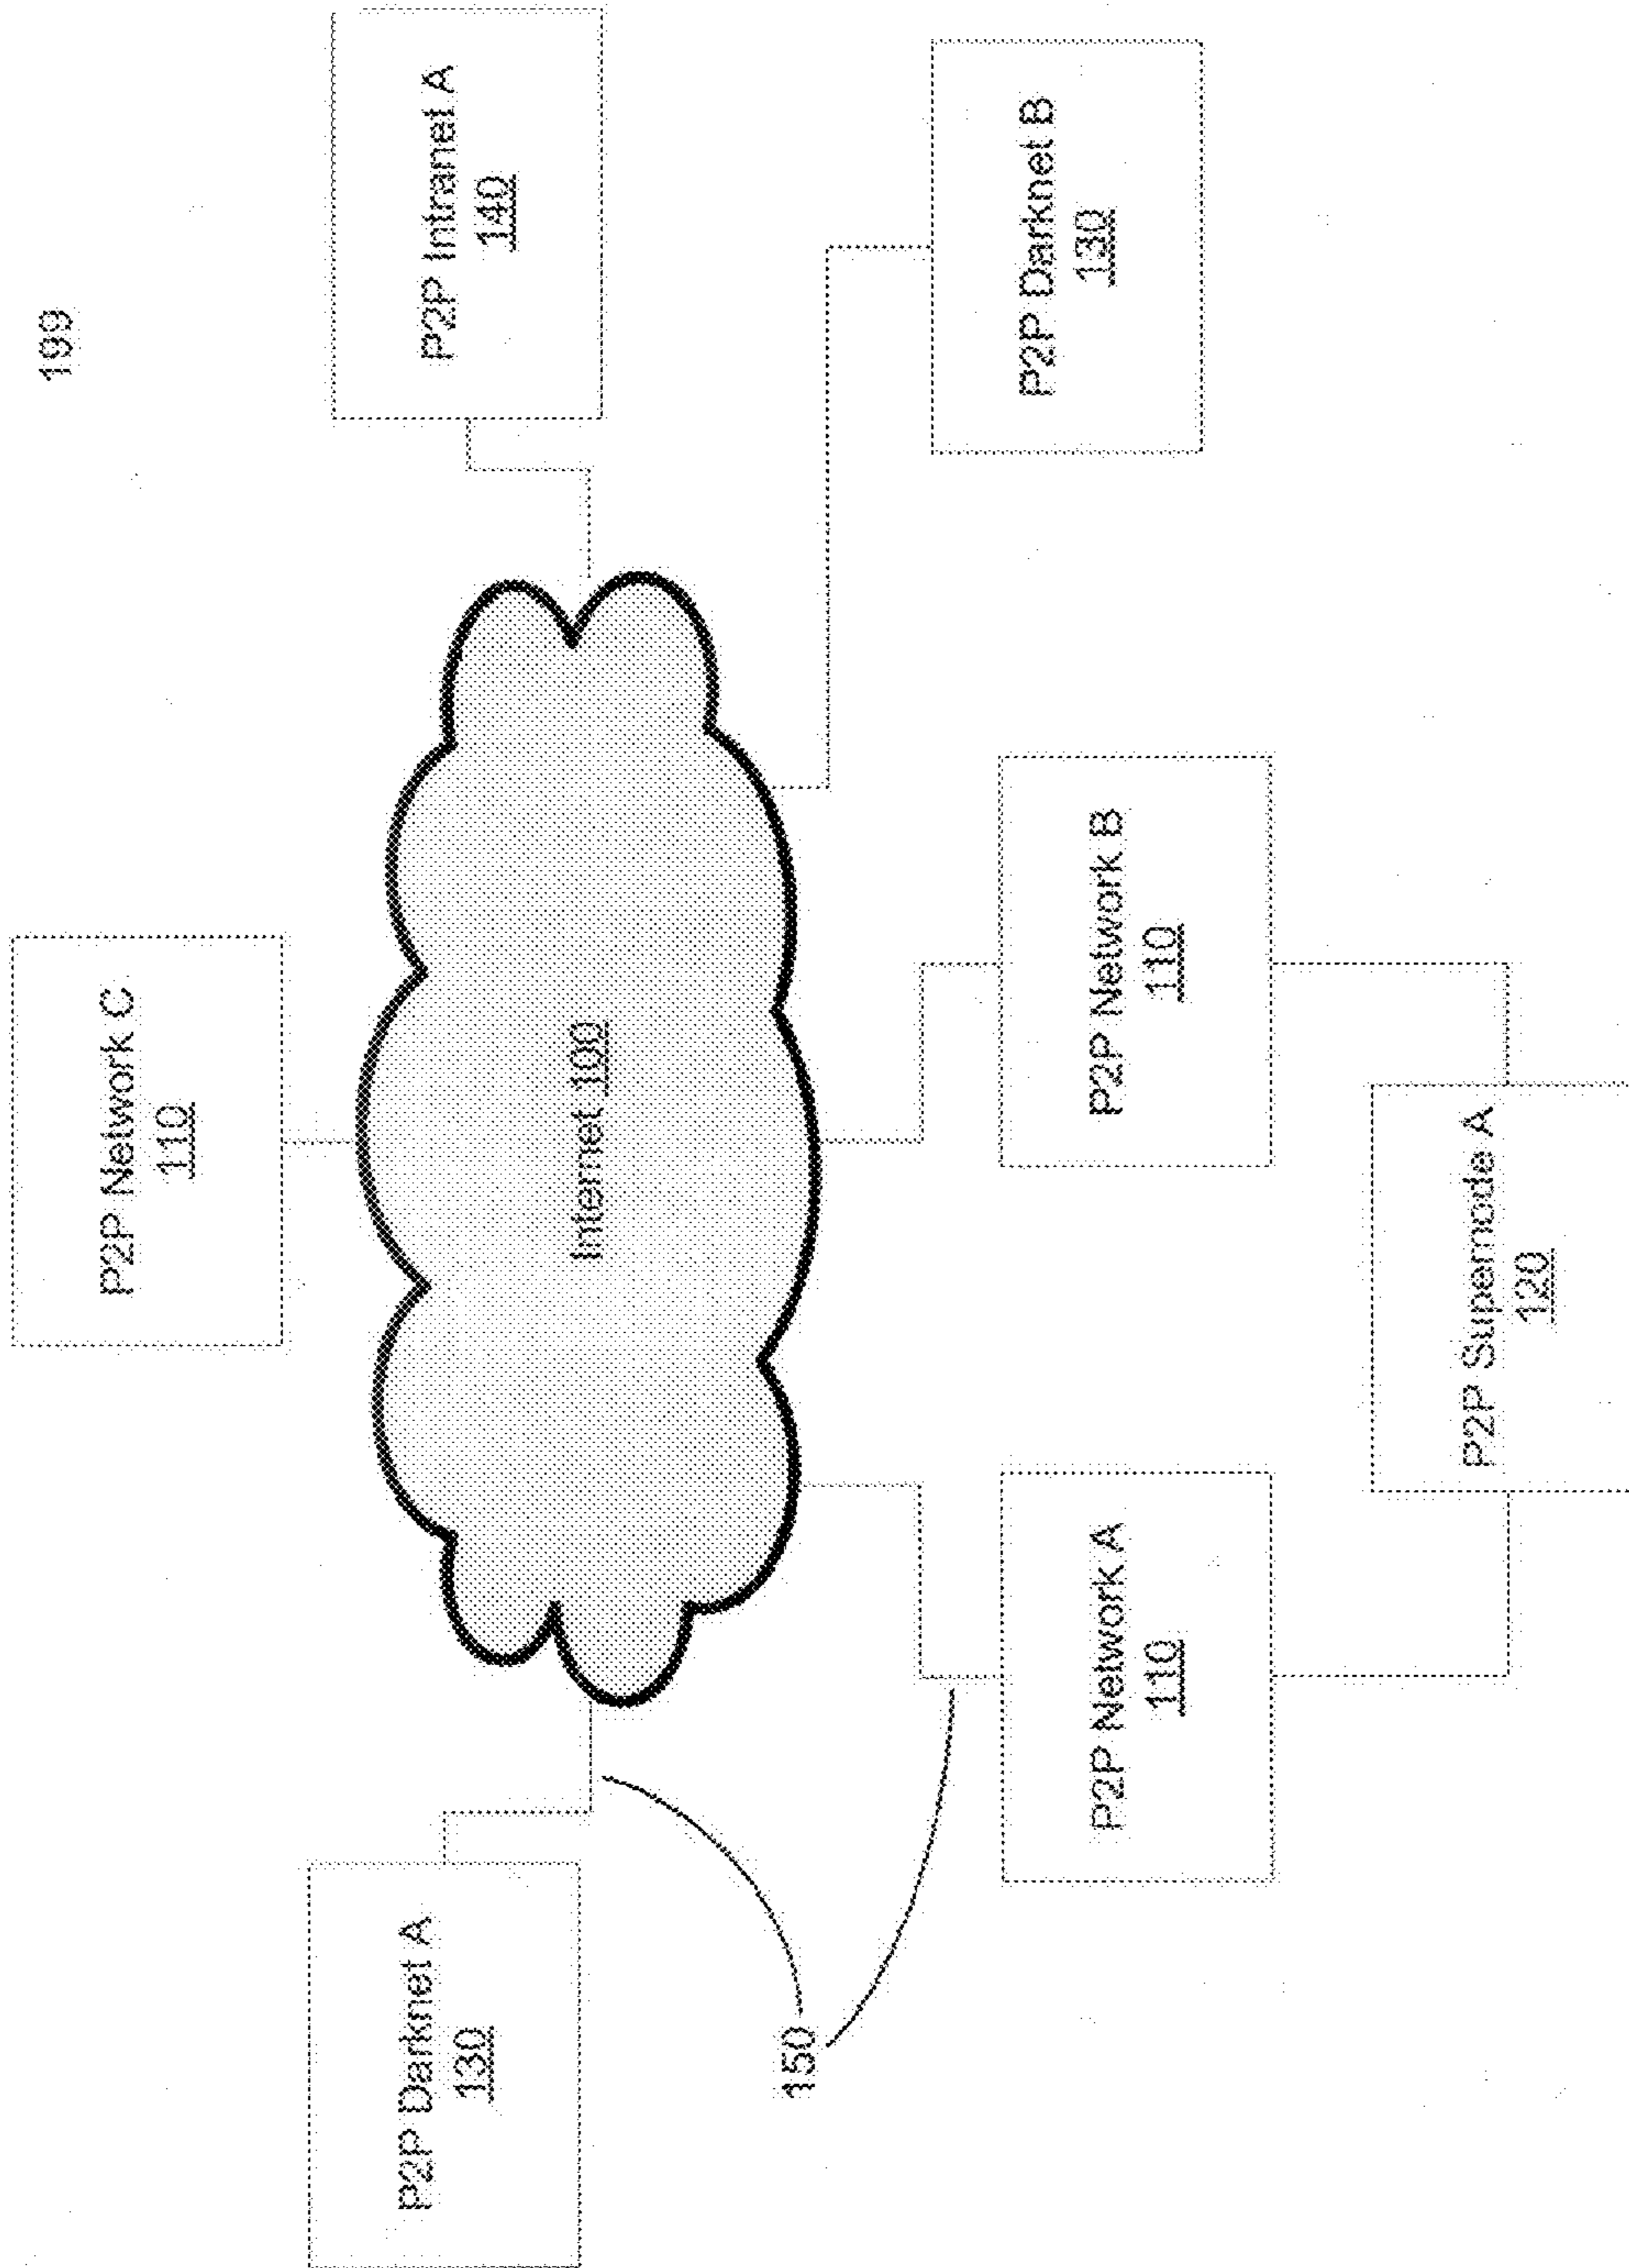 199
P2P Network C
110
P2P Darknet A
130
P2P Intranet A
140
Internet 100
150
P2P Network A
110
P2P Network B
110
P2P Darknet B
130
P2P Supernode A
120